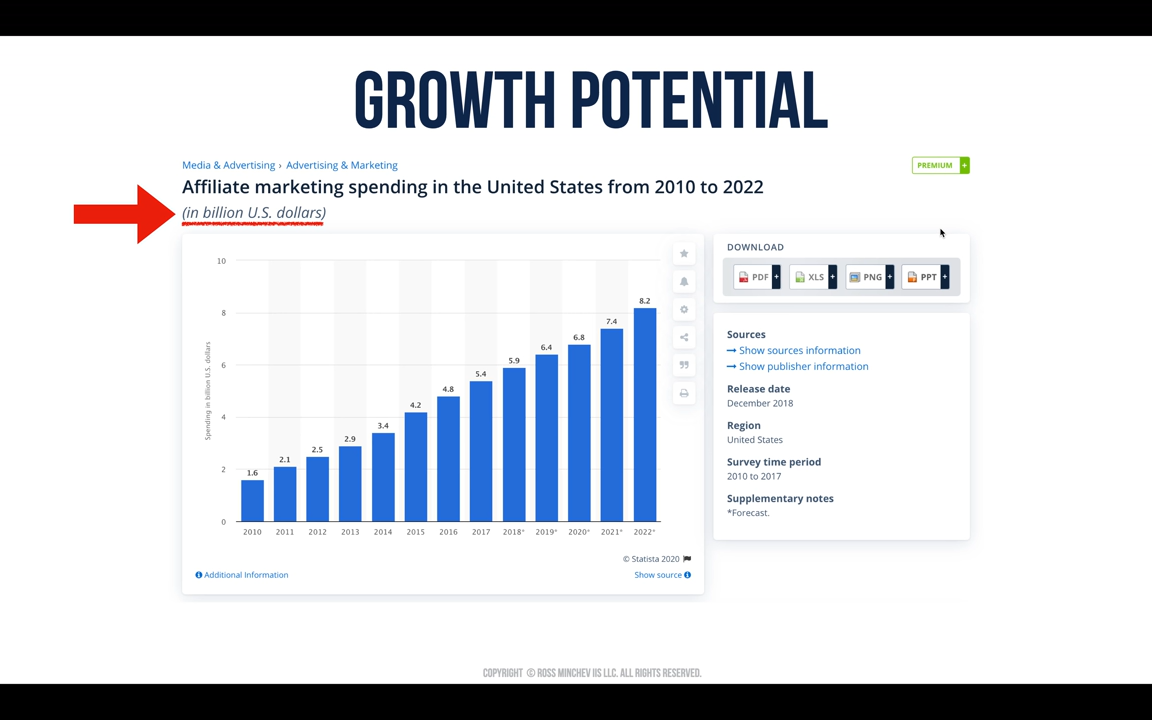 GROWTH POTENTIAL
Media & Advertising › Advertising & Marketing
PREMIUM +
Affiliate marketing spending in the United States from 2010 to 2022
(in billion U.S. dollars)
DOWNLOAD
PDF + XLS + PNG + PPT +
Sources
Show sources information
Show publisher information
Release date
December 2018
Region
United States
Survey time period
2010 to 2017
Supplementary notes
*Forecast.
Spending in billion U.S. dollars
10
8
6
4
2
0
1.6
2.1
2.5
2.9
3.4
4.2
4.8
5.4
5.9
6.4
6.8
7.4
8.2
2010 2011 2012 2013 2014 2015 2016 2017 2018* 2019* 2020* 2021* 2022*
© Statista 2020
Additional Information
Show source
COPYRIGHT © ROSS MINCHEV IIS LLC. ALL RIGHTS RESERVED.